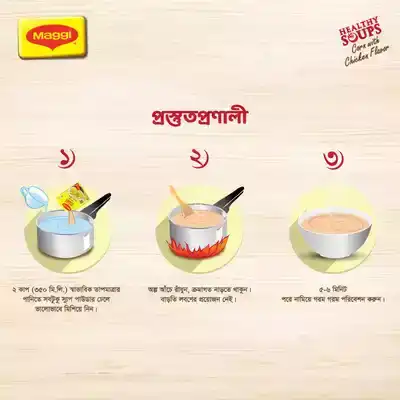 Maggi
HEALTHY
SOUPS
Corn with
Chicken Flavor
প্রস্তুতপ্রণালী
১)
২)
৩)
২ কাপ (৩৫০ মি.লি.) স্বাভাবিক তাপমাত্রার
পানিতে সবটুকু স্যুপ পাউডার ঢেলে
ভালোভাবে মিশিয়ে নিন।
অল্প আঁচে রাঁধুন, ক্রমাগত নাড়তে থাকুন।
বাড়তি লবণের প্রয়োজন নেই।
৫-৬ মিনিট
পরে নামিয়ে গরম গরম পরিবেশন করুন।